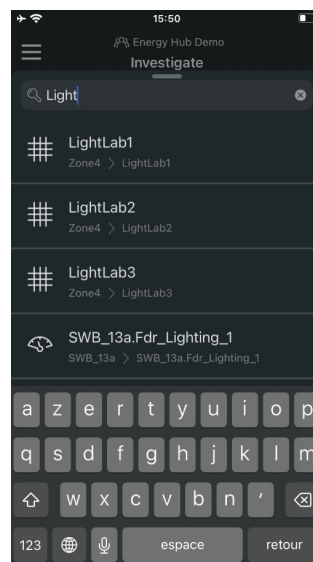 15:50
Energy Hub Demo
Investigate
Light
LightLab1
Zone4 > LightLab1
LightLab2
Zone4 > LightLab2
LightLab3
Zone4 > LightLab3
SWB_13a.Fdr_Lighting_1
SWB_13a > SWB_13a.Fdr_Lighting_1
a z e r t y u i o p
q s d f g h j k l m
w x c v b n '
123 espace retour